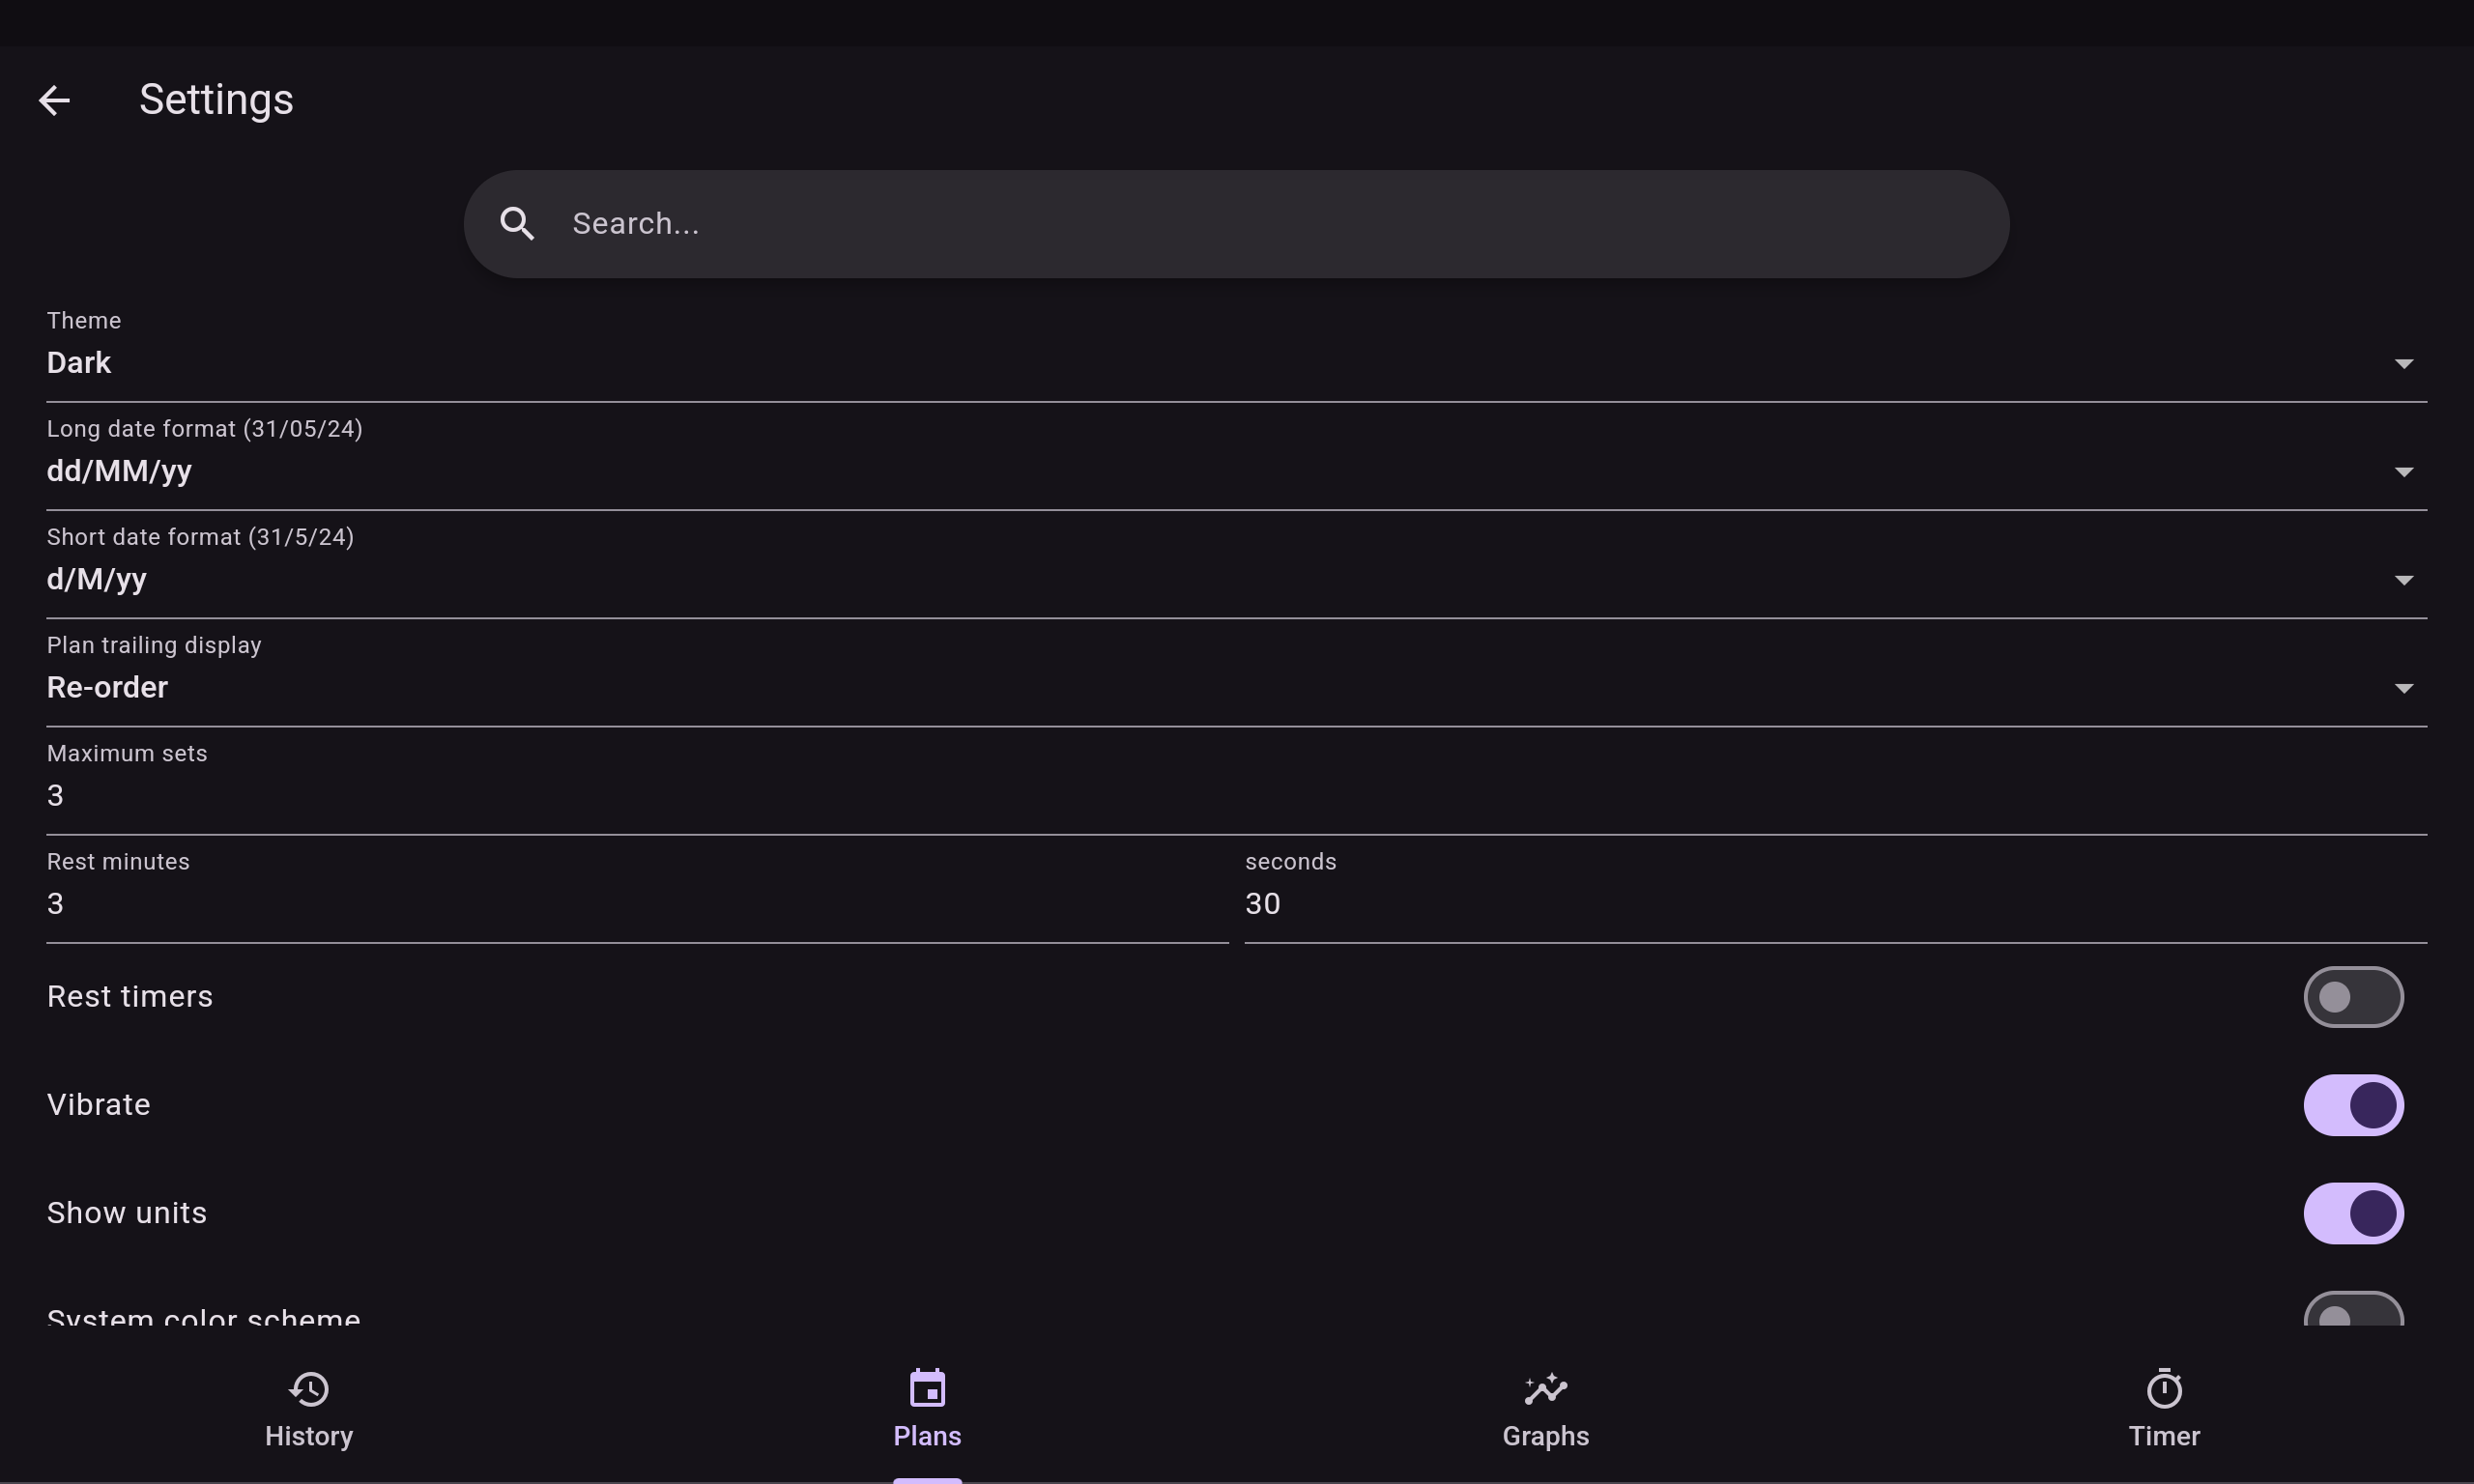 Settings
Search...
Theme
Dark
Long date format (31/05/24)
dd/MM/yy
Short date format (31/5/24)
d/M/yy
Plan trailing display
Re-order
Maximum sets
3
Rest minutes
3
seconds
30
Rest timers
Vibrate
Show units
System color scheme
History
Plans
Graphs
Timer